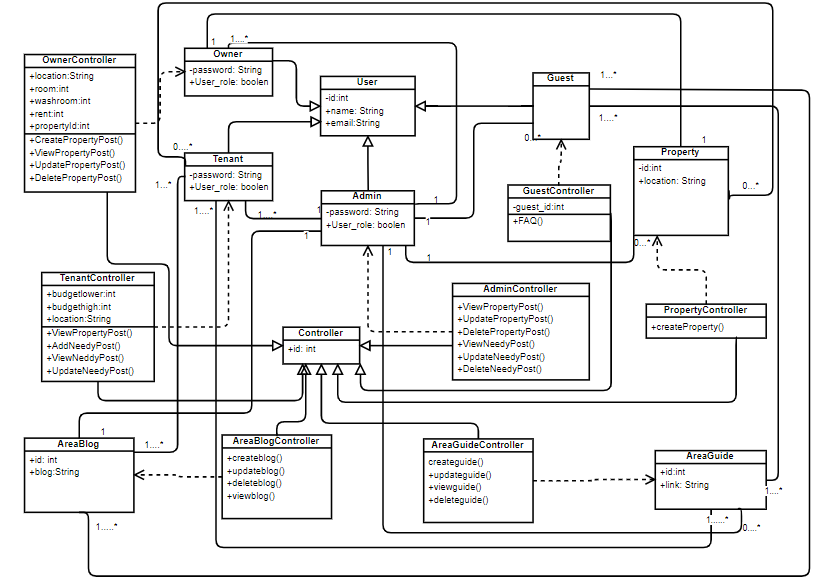 1
1....*
Owner
-password: String
+User_role: boolen
OwnerController
+location:String
+room:int
+washroom:int
+rent:int
+propertyId:int
+CreatePropertyPost()
+ViewPropertyPost()
+UpdatePropertyPost()
+DeletePropertyPost()
User
-id:int
+name: String
+email:String
Guest
1...*
1....*
0...*
0....*
Tenant
-password: String
+User_role: boolen
1...*
1....*
1....*
Property
1
-id:int
+location: String
0...*
0...*
Admin
-password: String
+User_role: boolen
1
1
1
1
1
1
GuestController
-guest_id:int
+FAQ()
TenantController
+budgetlower:int
+budgethigh:int
+location:String
+ViewPropertyPost()
+AddNeedyPost()
+ViewNeddyPost()
+UpdateNeedyPost()
Controller
+id: int
AdminController
+ViewPropertyPost()
+UpdatePropertyPost()
+DeletePropertyPost()
+ViewNeedyPost()
+UpdateNeedyPost()
+DeleteNeedyPost()
PropertyController
+createProperty()
1
AreaBlog
+id: int
+blog:String
1....*
1.....*
AreaBlogController
+createblog()
+updateblog()
+deleteblog()
+viewblog()
AreaGuideController
createguide()
+updateguide()
+viewguide()
+deleteguide()
AreaGuide
+id:int
+link: String
1....*
1......*
0....*